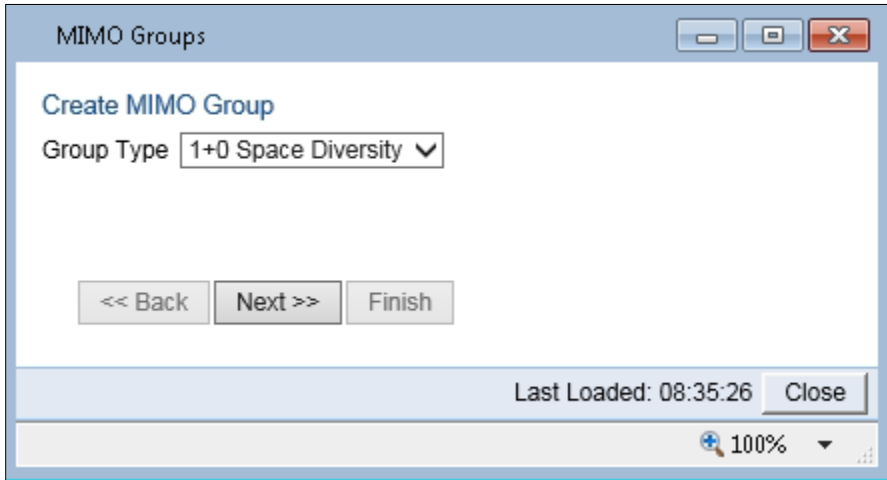 MIMO Groups
Create MIMO Group
Group Type 1+0 Space Diversity
<< Back Next >> Finish
Last Loaded: 08:35:26 Close
100%